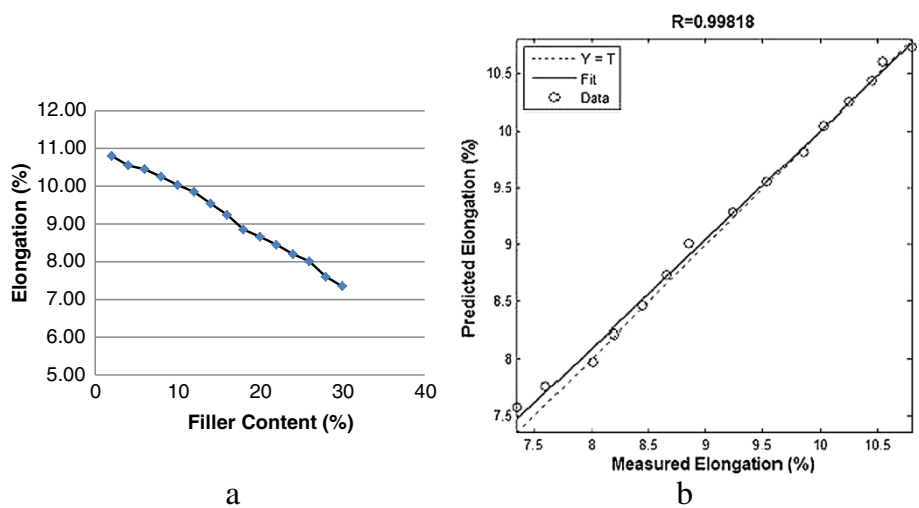 12.00
11.00
10.00
9.00
8.00
7.00
6.00
5.00
0 10 20 30 40
Elongation (%)
Filler Content (%)
a
R=0.99818
Y = T
Fit
Data
10.5
10
9.5
9
8.5
8
7.5
7.5 8 8.5 9 9.5 10 10.5
Predicted Elongation (%)
Measured Elongation (%)
b